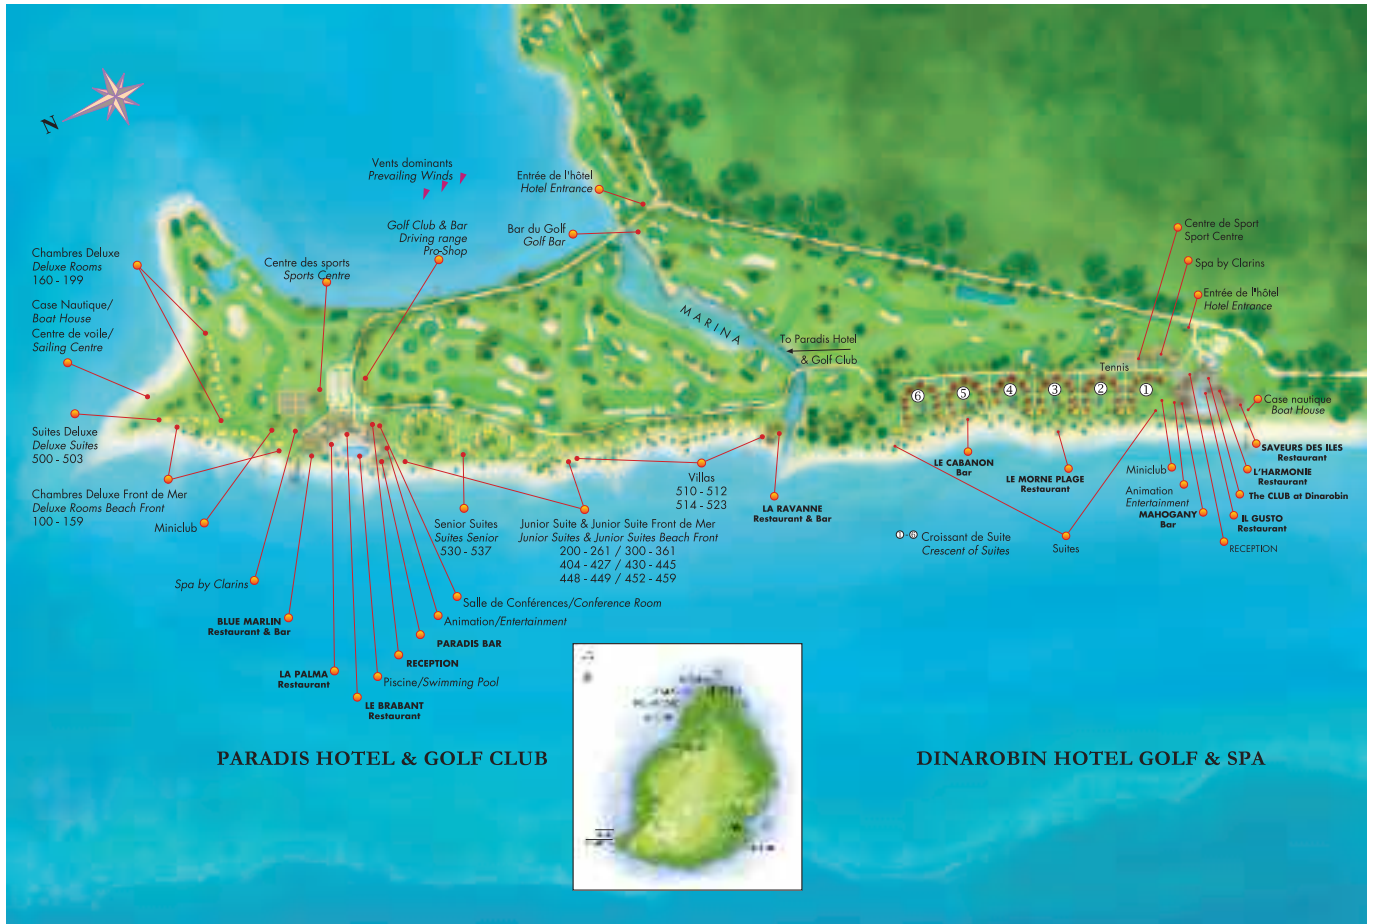 N
Vents dominants
Prevailing Winds
Entrée de l'hôtel
Hotel Entrance
Bar du Golf
Golf Bar
Golf Club & Bar
Driving range
Pro-Shop
Centre des sports
Sports Centre
Chambres Deluxe
Deluxe Rooms
160 - 199
Case Nautique/
Boat House
Centre de voile/
Sailing Centre
Suites Deluxe
Deluxe Suites
500 - 503
Chambres Deluxe Front de Mer
Deluxe Rooms Beach Front
100 - 159
Miniclub
Spa by Clarins
BLUE MARLIN
Restaurant & Bar
LA PALMA
Restaurant
LE BRABANT
Restaurant
Piscine/Swimming Pool
RECEPTION
PARADIS BAR
Animation/Entertainment
Salle de Conférences/Conference Room
Senior Suites
Suites Senior
530 - 537
Junior Suite & Junior Suite Front de Mer
Junior Suites & Junior Suites Beach Front
200 - 261 / 300 - 361
404 - 427 / 430 - 445
448 - 449 / 452 - 459
Villas
510 - 512
514 - 523
LA RAVANNE
Restaurant & Bar
MARINA
To Paradis Hotel
& Golf Club
Centre de Sport
Sport Centre
Spa by Clarins
Entrée de l'hôtel
Hotel Entrance
Tennis
6 5 4 3 2 1
Case nautique
Boat House
SAVEURS DES ILES
Restaurant
L'HARMONIE
Restaurant
The CLUB at Dinarobin
IL GUSTO
Restaurant
RECEPTION
Miniclub
Animation
Entertainment
MAHOGANY
Bar
LE CABANON
Bar
LE MORNE PLAGE
Restaurant
1 - 6 Croissant de Suite
Crescent of Suites
Suites
PARADIS HOTEL & GOLF CLUB
DINAROBIN HOTEL GOLF & SPA